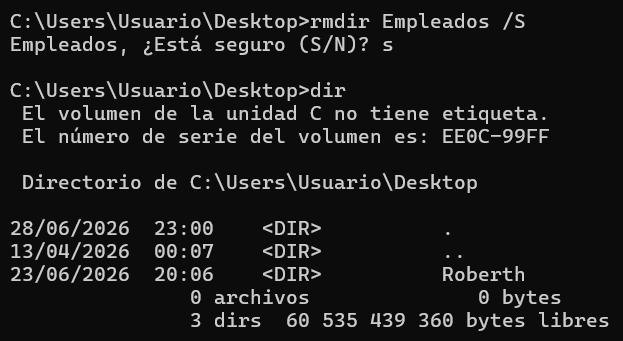 C:\Users\Usuario\Desktop>rmdir Empleados /S
Empleados, ¿Está seguro (S/N)? s
C:\Users\Usuario\Desktop>dir
El volumen de la unidad C no tiene etiqueta.
El número de serie del volumen es: EE0C-99FF
Directorio de C:\Users\Usuario\Desktop
28/06/2026  23:00    <DIR>          .
13/04/2026  00:07    <DIR>          ..
23/06/2026  20:06    <DIR>          Roberth
0 archivos              0 bytes
3 dirs  60 535 439 360 bytes libres